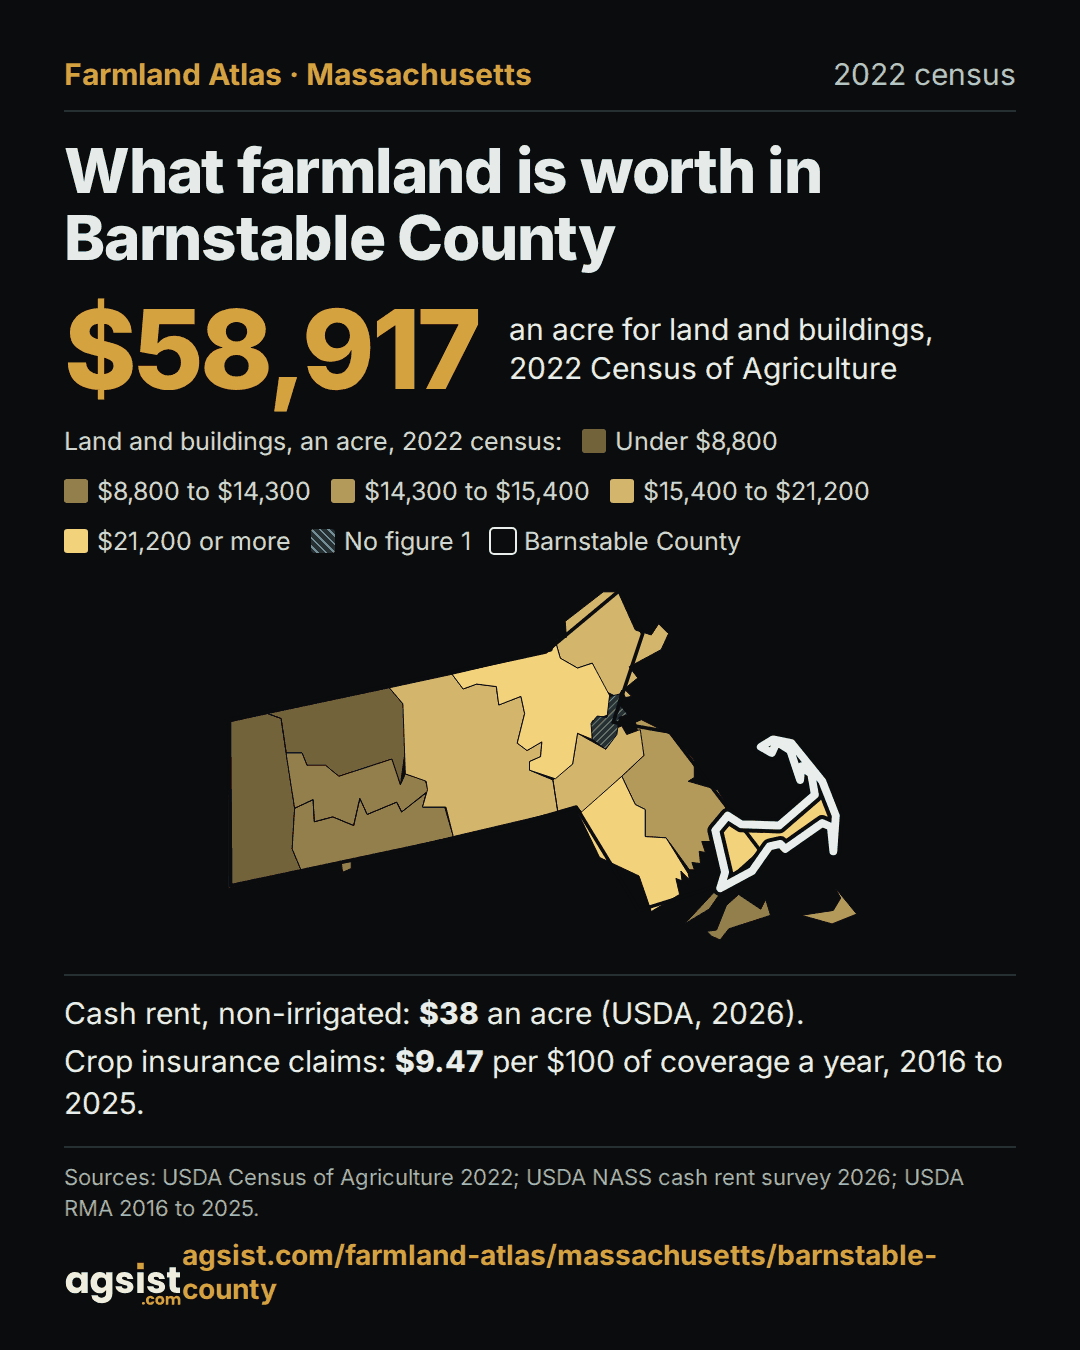 Farmland Atlas · Massachusetts
2022 census
What farmland is worth in
Barnstable County
$58,917
an acre for land and buildings,
2022 Census of Agriculture
Land and buildings, an acre, 2022 census: Under $8,800
$8,800 to $14,300 $14,300 to $15,400 $15,400 to $21,200
$21,200 or more No figure 1 Barnstable County
Cash rent, non-irrigated: $38 an acre (USDA, 2026).
Crop insurance claims: $9.47 per $100 of coverage a year, 2016 to
2025.
Sources: USDA Census of Agriculture 2022; USDA NASS cash rent survey 2026; USDA
RMA 2016 to 2025.
agsist.com
agsist.com/farmland-atlas/massachusetts/barnstable-
county